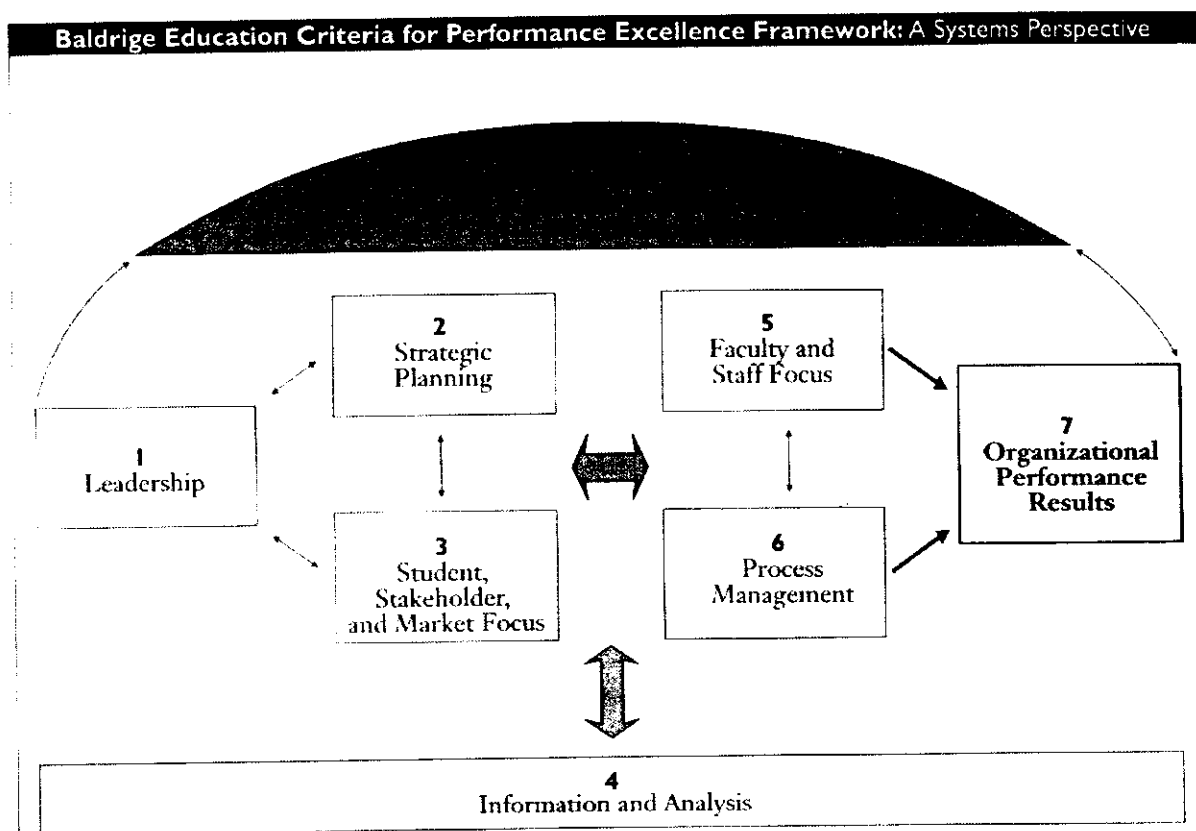 Baldrige Education Criteria for Performance Excellence Framework: A Systems Perspective
2
Strategic
Planning
5
Faculty and
Staff Focus
1
Leadership
7
Organizational
Performance
Results
3
Student,
Stakeholder,
and Market Focus
6
Process
Management
4
Information and Analysis